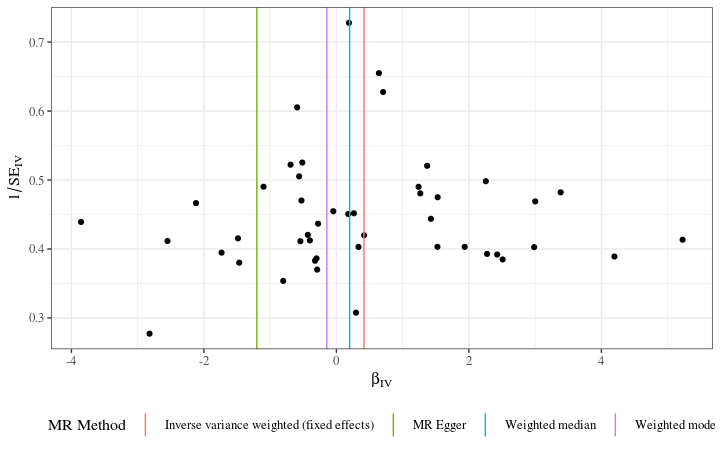 0.7
0.6
0.5
0.4
0.3
1/SE_IV
-4 -2 0 2 4
β_IV
MR Method Inverse variance weighted (fixed effects) MR Egger Weighted median Weighted mode